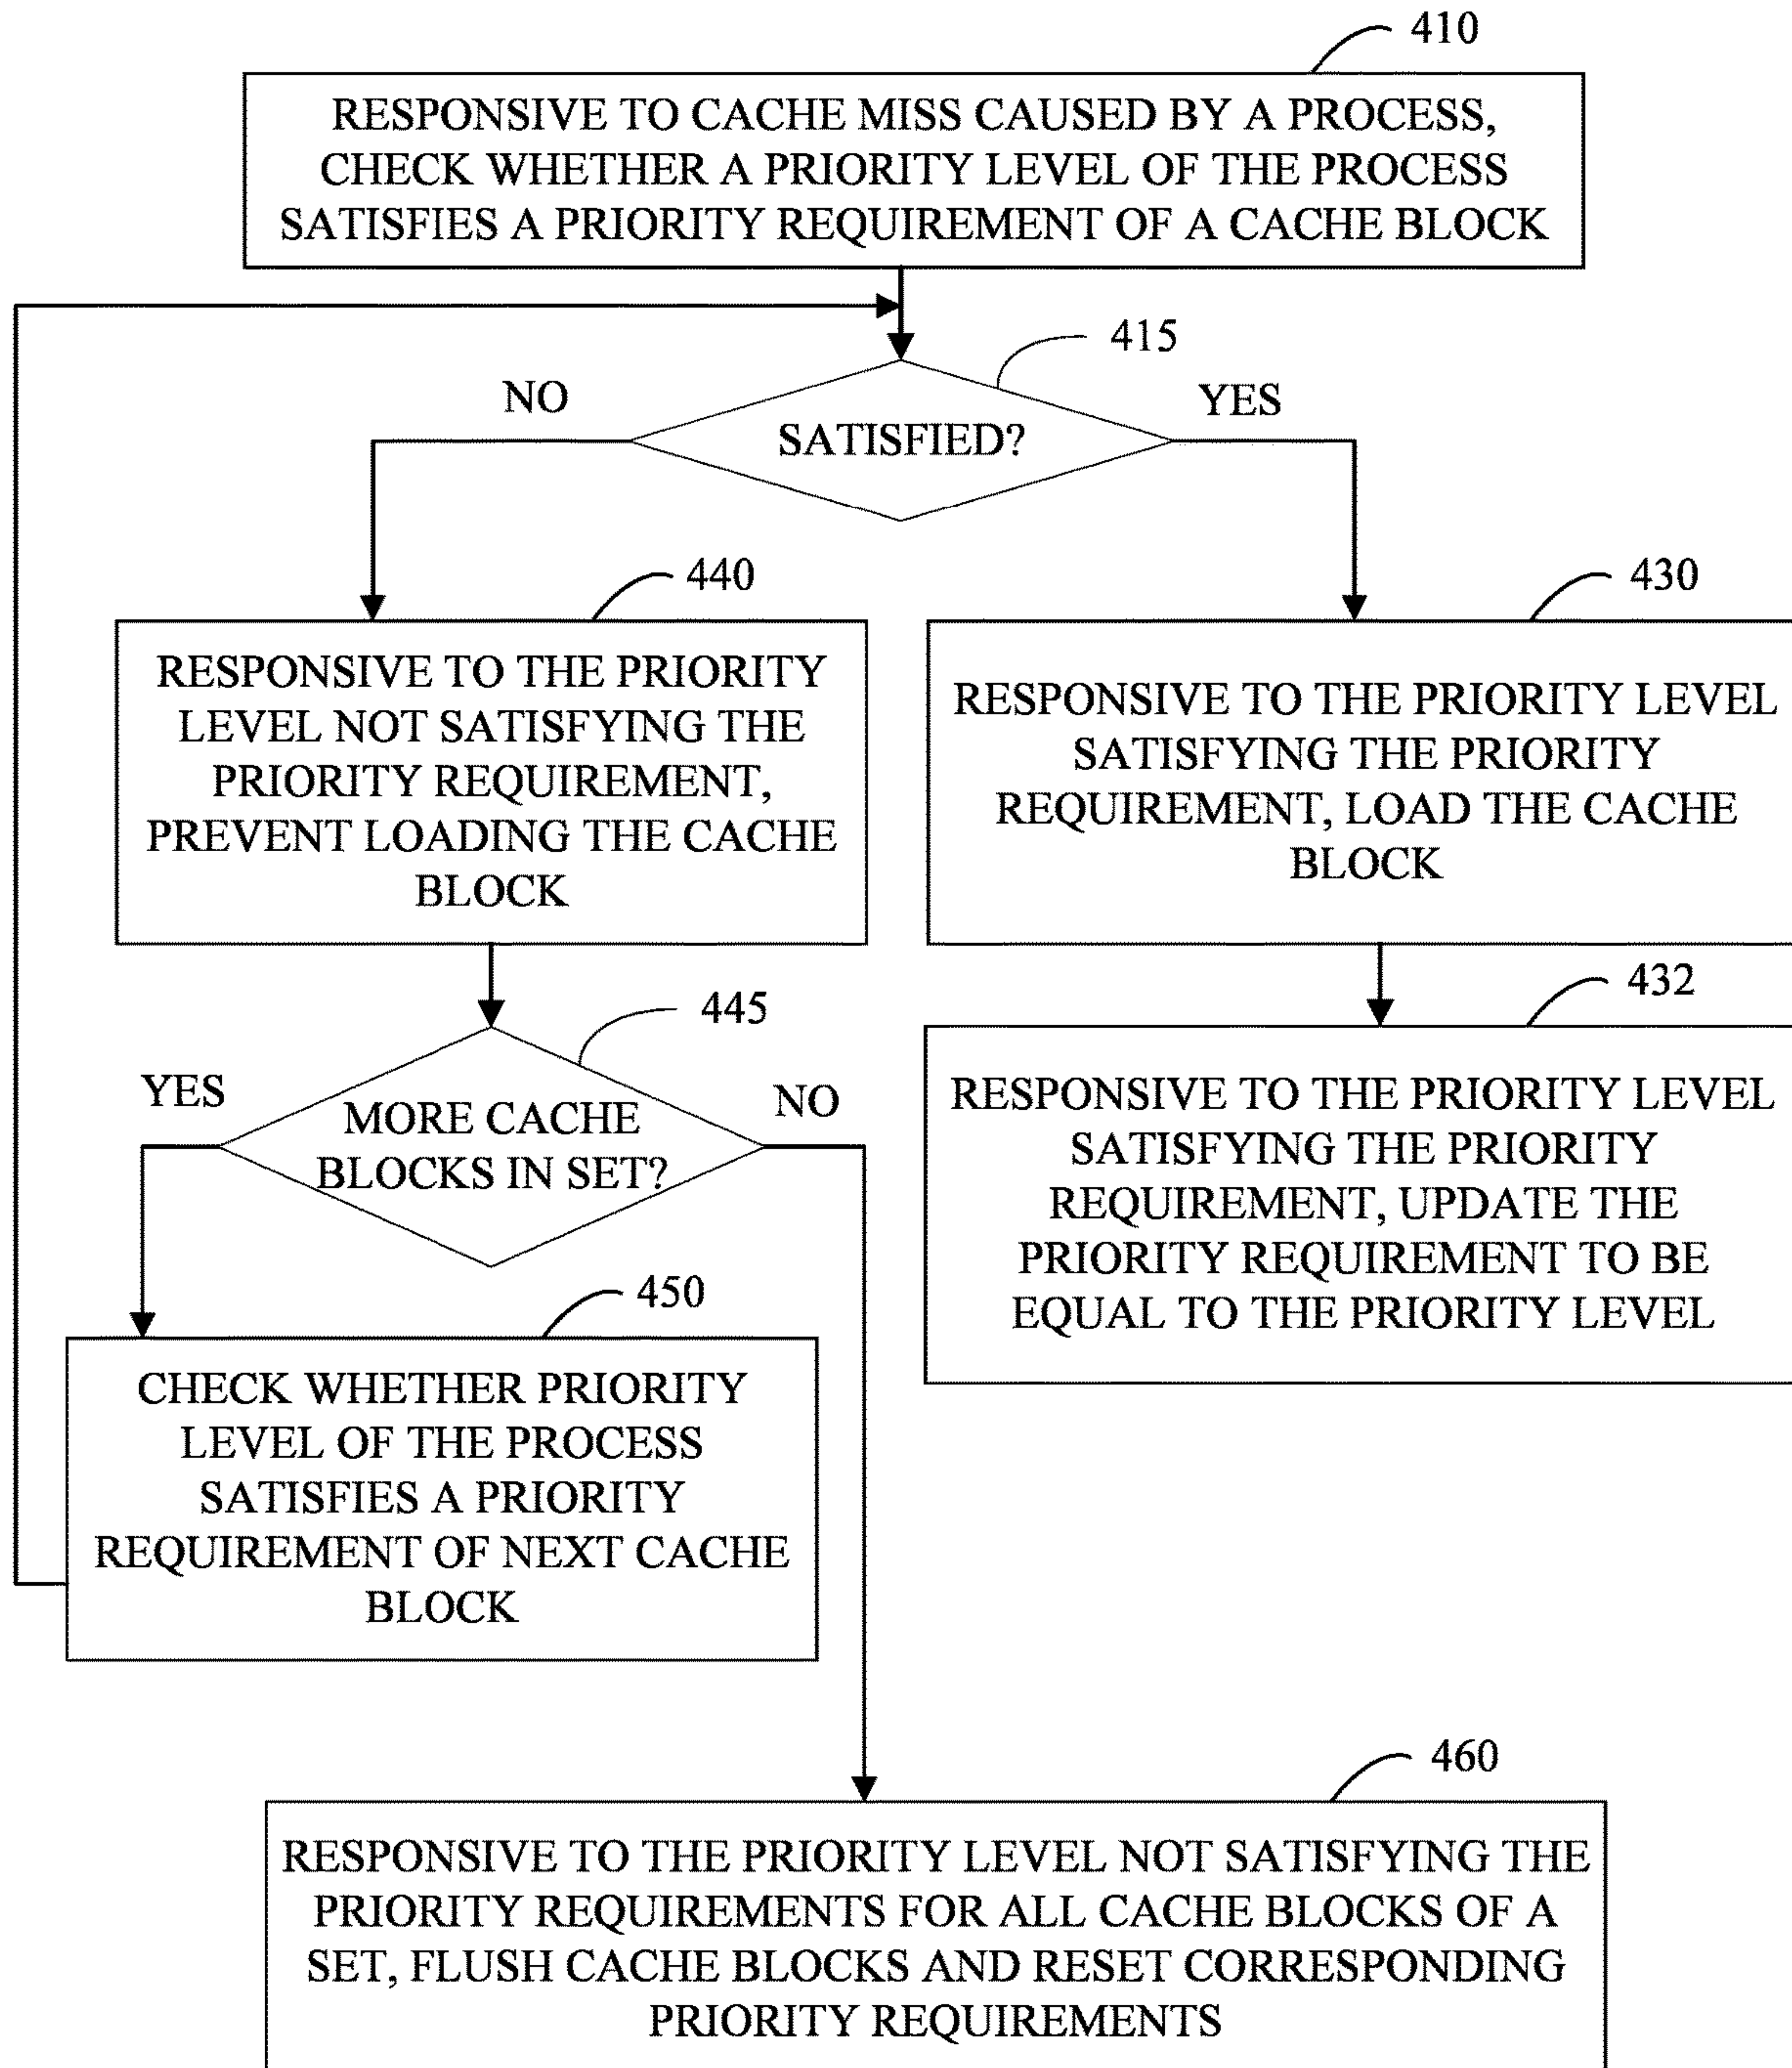 410
RESPONSIVE TO CACHE MISS CAUSED BY A PROCESS,
CHECK WHETHER A PRIORITY LEVEL OF THE PROCESS
SATISFIES A PRIORITY REQUIREMENT OF A CACHE BLOCK
415
NO
YES
SATISFIED?
440
430
RESPONSIVE TO THE PRIORITY
LEVEL NOT SATISFYING THE
PRIORITY REQUIREMENT,
PREVENT LOADING THE CACHE
BLOCK
RESPONSIVE TO THE PRIORITY LEVEL
SATISFYING THE PRIORITY
REQUIREMENT, LOAD THE CACHE
BLOCK
445
432
YES
NO
MORE CACHE
BLOCKS IN SET?
RESPONSIVE TO THE PRIORITY LEVEL
SATISFYING THE PRIORITY
REQUIREMENT, UPDATE THE
PRIORITY REQUIREMENT TO BE
EQUAL TO THE PRIORITY LEVEL
450
CHECK WHETHER PRIORITY
LEVEL OF THE PROCESS
SATISFIES A PRIORITY
REQUIREMENT OF NEXT CACHE
BLOCK
460
RESPONSIVE TO THE PRIORITY LEVEL NOT SATISFYING THE
PRIORITY REQUIREMENTS FOR ALL CACHE BLOCKS OF A
SET, FLUSH CACHE BLOCKS AND RESET CORRESPONDING
PRIORITY REQUIREMENTS